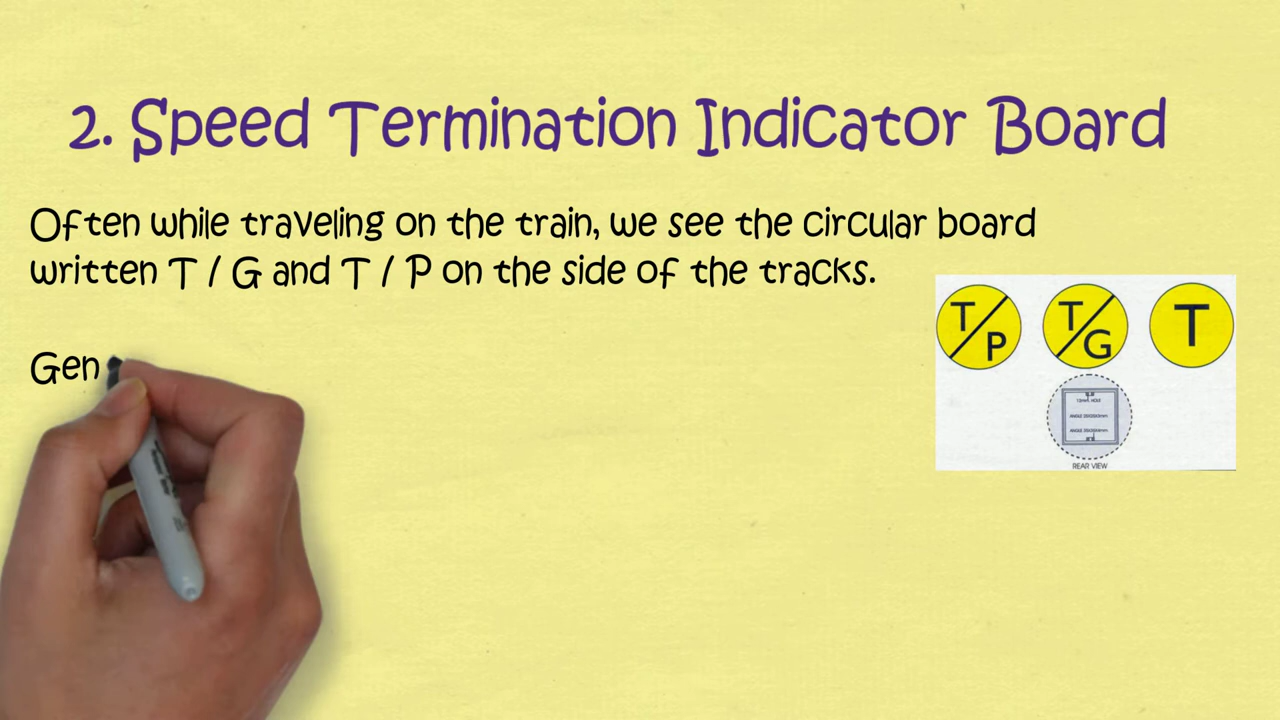 2. Speed Termination Indicator Board
Often while traveling on the train, we see the circular board
written T / G and T / P on the side of the tracks.
Gen
T/P
T/G
T
REAR VIEW